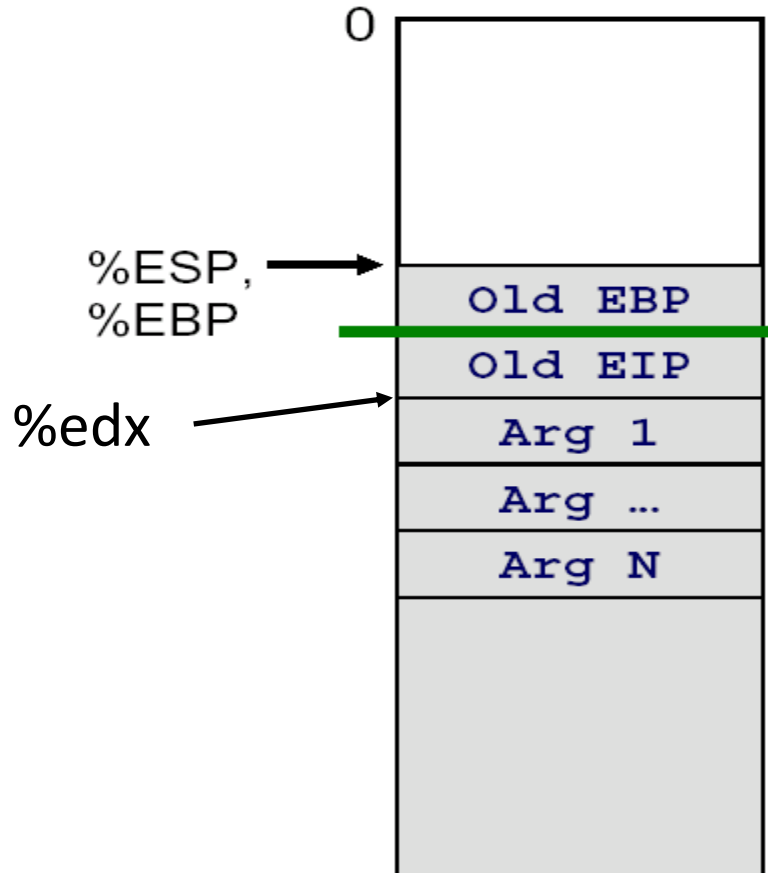 0
%ESP,
%EBP
Old EBP
Old EIP
%edx
Arg 1
Arg …
Arg N